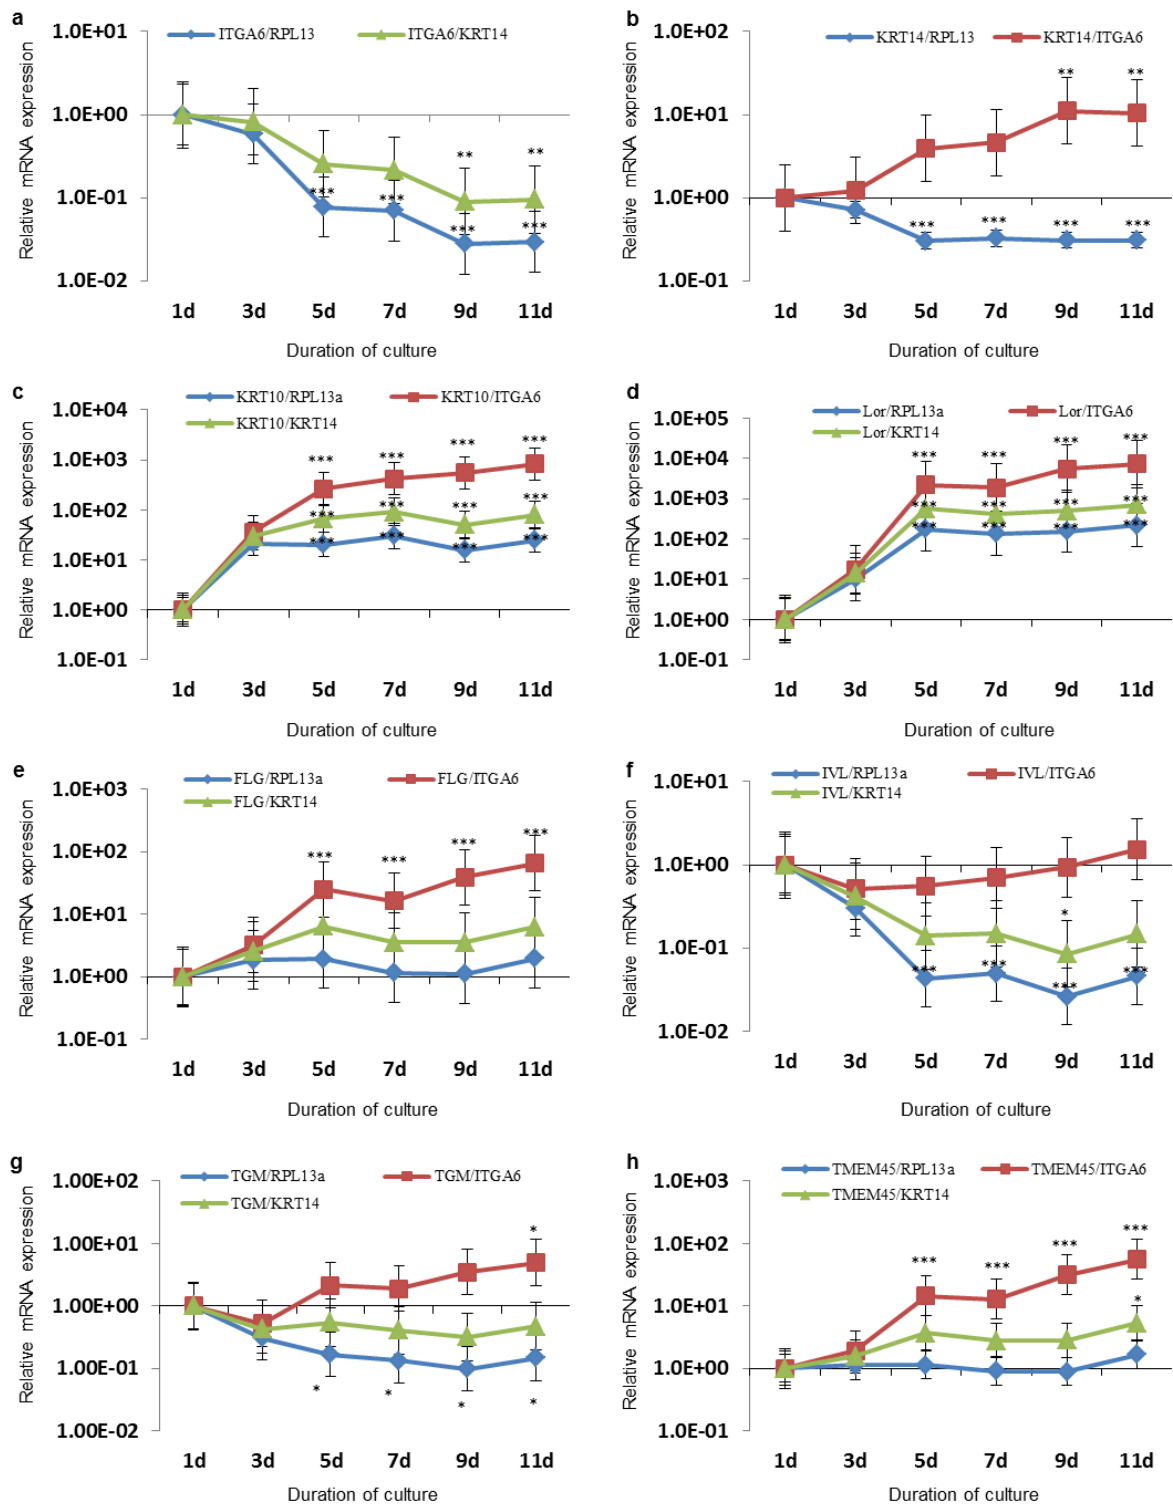 a
ITGA6/RPL13 ITGA6/KRT14
Relative mRNA expression
1.0E+01
1.0E+00
1.0E-01
1.0E-02
*** *** ** *** ** ***
1d 3d 5d 7d 9d 11d
Duration of culture
b
KRT14/RPL13 KRT14/ITGA6
Relative mRNA expression
1.0E+02
1.0E+01
1.0E+00
1.0E-01
** **
*** *** *** ***
1d 3d 5d 7d 9d 11d
Duration of culture
c
KRT10/RPL13a KRT10/ITGA6
KRT10/KRT14
Relative mRNA expression
1.0E+04
1.0E+03
1.0E+02
1.0E+01
1.0E+00
1.0E-01
*** *** *** ***
*** *** *** ***
*** *** *** ***
1d 3d 5d 7d 9d 11d
Duration of culture
d
Lor/RPL13a Lor/ITGA6
Lor/KRT14
Relative mRNA expression
1.0E+05
1.0E+04
1.0E+03
1.0E+02
1.0E+01
1.0E+00
1.0E-01
*** *** *** ***
*** *** *** ***
*** *** *** ***
1d 3d 5d 7d 9d 11d
Duration of culture
e
FLG/RPL13a FLG/ITGA6
FLG/KRT14
Relative mRNA expression
1.0E+03
1.0E+02
1.0E+01
1.0E+00
1.0E-01
*** *** *** ***
1d 3d 5d 7d 9d 11d
Duration of culture
f
IVL/RPL13a IVL/ITGA6
IVL/KRT14
Relative mRNA expression
1.0E+01
1.0E+00
1.0E-01
1.0E-02
*
*** *** *** ***
1d 3d 5d 7d 9d 11d
Duration of culture
g
TGM/RPL13a TGM/ITGA6
TGM/KRT14
Relative mRNA expression
1.00E+02
1.00E+01
1.00E+00
1.00E-01
1.00E-02
*
* * * *
1d 3d 5d 7d 9d 11d
Duration of culture
h
TMEM45/RPL13a TMEM45/ITGA6
TMEM45/KRT14
Relative mRNA expression
1.0E+03
1.0E+02
1.0E+01
1.0E+00
1.0E-01
*** *** *** ***
*
1d 3d 5d 7d 9d 11d
Duration of culture